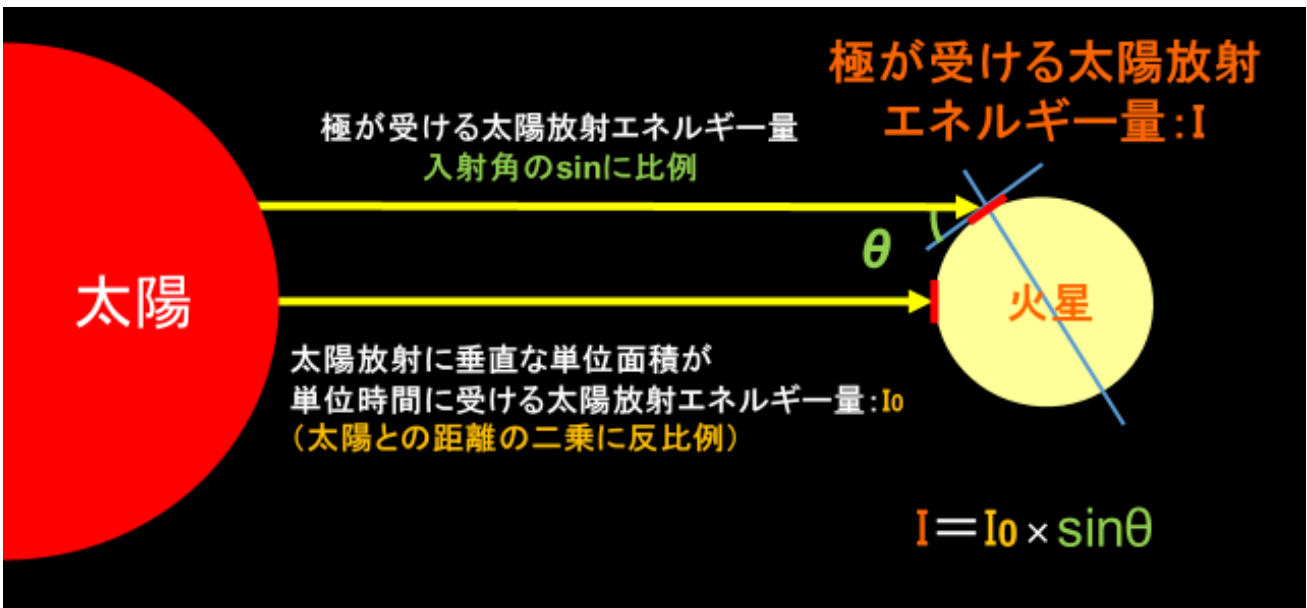 極が受ける太陽放射
エネルギー量:I
極が受ける太陽放射エネルギー量
入射角のsinに比例
θ
太陽
火星
太陽放射に垂直な単位面積が
単位時間に受ける太陽放射エネルギー量:I₀
(太陽との距離の二乗に反比例)
I=I₀×sinθ